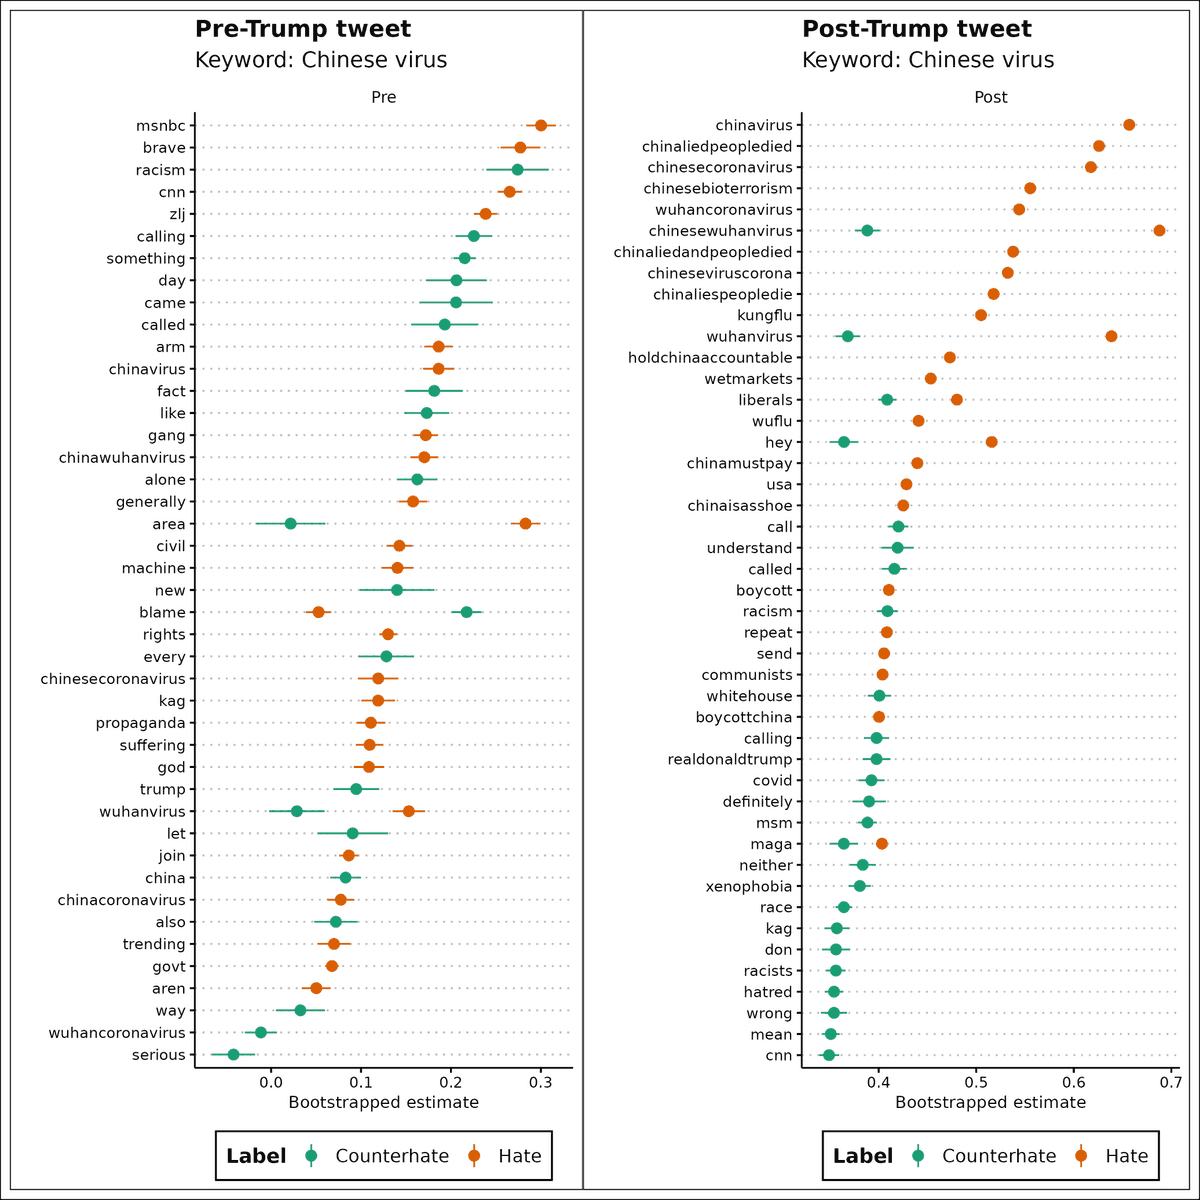 Pre-Trump tweet
Keyword: Chinese virus
Pre
msnbc
brave
racism
cnn
zlj
calling
something
day
came
called
arm
chinavirus
fact
like
gang
chinawuhanvirus
alone
generally
area
civil
machine
new
blame
rights
every
chinesecoronavirus
kag
propaganda
suffering
god
trump
wuhanvirus
let
join
china
chinacoronavirus
also
trending
govt
aren
way
wuhancoronavirus
serious
0.0 0.1 0.2 0.3
Bootstrapped estimate
Label Counterhate Hate
Post-Trump tweet
Keyword: Chinese virus
Post
chinavirus
chinaliedpeopledied
chinesecoronavirus
chinesebioterrorism
wuhancoronavirus
chinesewuhanvirus
chinaliedandpeopledied
chineseviruscorona
chinaliespeopledie
kungflu
wuhanvirus
holdchinaaccountable
wetmarkets
liberals
wuflu
hey
chinamustpay
usa
chinaisasshoe
call
understand
called
boycott
racism
repeat
send
communists
whitehouse
boycottchina
calling
realdonaldtrump
covid
definitely
msm
maga
neither
xenophobia
race
kag
don
racists
hatred
wrong
mean
cnn
0.4 0.5 0.6 0.7
Bootstrapped estimate
Label Counterhate Hate